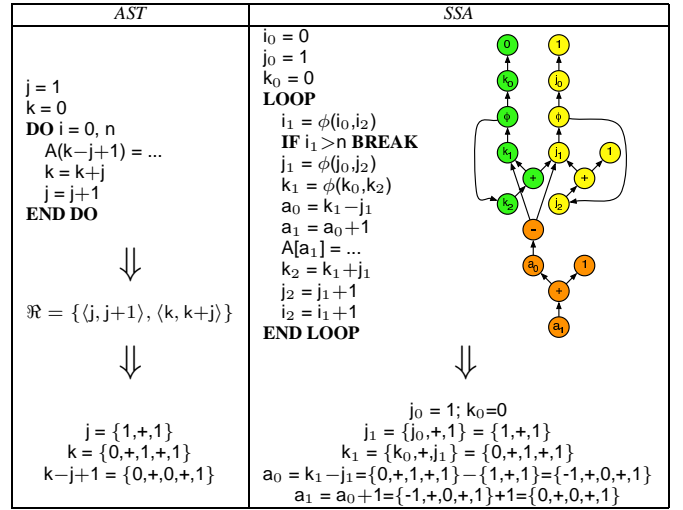 AST
SSA
j = 1
k = 0
DO i = 0, n
A(k−j+1) = ...
k = k+j
j = j+1
END DO
⇓
ℜ = {⟨j, j+1⟩, ⟨k, k+j⟩}
⇓
j = {1,+,1}
k = {0,+,1,+,1}
k−j+1 = {0,+,0,+,1}
i₀ = 0
j₀ = 1
k₀ = 0
LOOP
i₁ = ϕ(i₀,i₂)
IF i₁>n BREAK
j₁ = ϕ(j₀,j₂)
k₁ = ϕ(k₀,k₂)
a₀ = k₁−j₁
a₁ = a₀+1
A[a₁] = ...
k₂ = k₁+j₁
j₂ = j₁+1
i₂ = i₁+1
END LOOP
0 1
k₀ j₀
ϕ ϕ
k₁ j₁ 1
+ +
k₂ j₂
-
a₀ 1
+
a₁
⇓
j₀ = 1; k₀=0
j₁ = {j₀,+,1} = {1,+,1}
k₁ = {k₀,+,j₁} = {0,+,1,+,1}
a₀ = k₁−j₁={0,+,1,+,1}−{1,+,1}={-1,+,0,+,1}
a₁ = a₀+1={-1,+,0,+,1}+1={0,+,0,+,1}